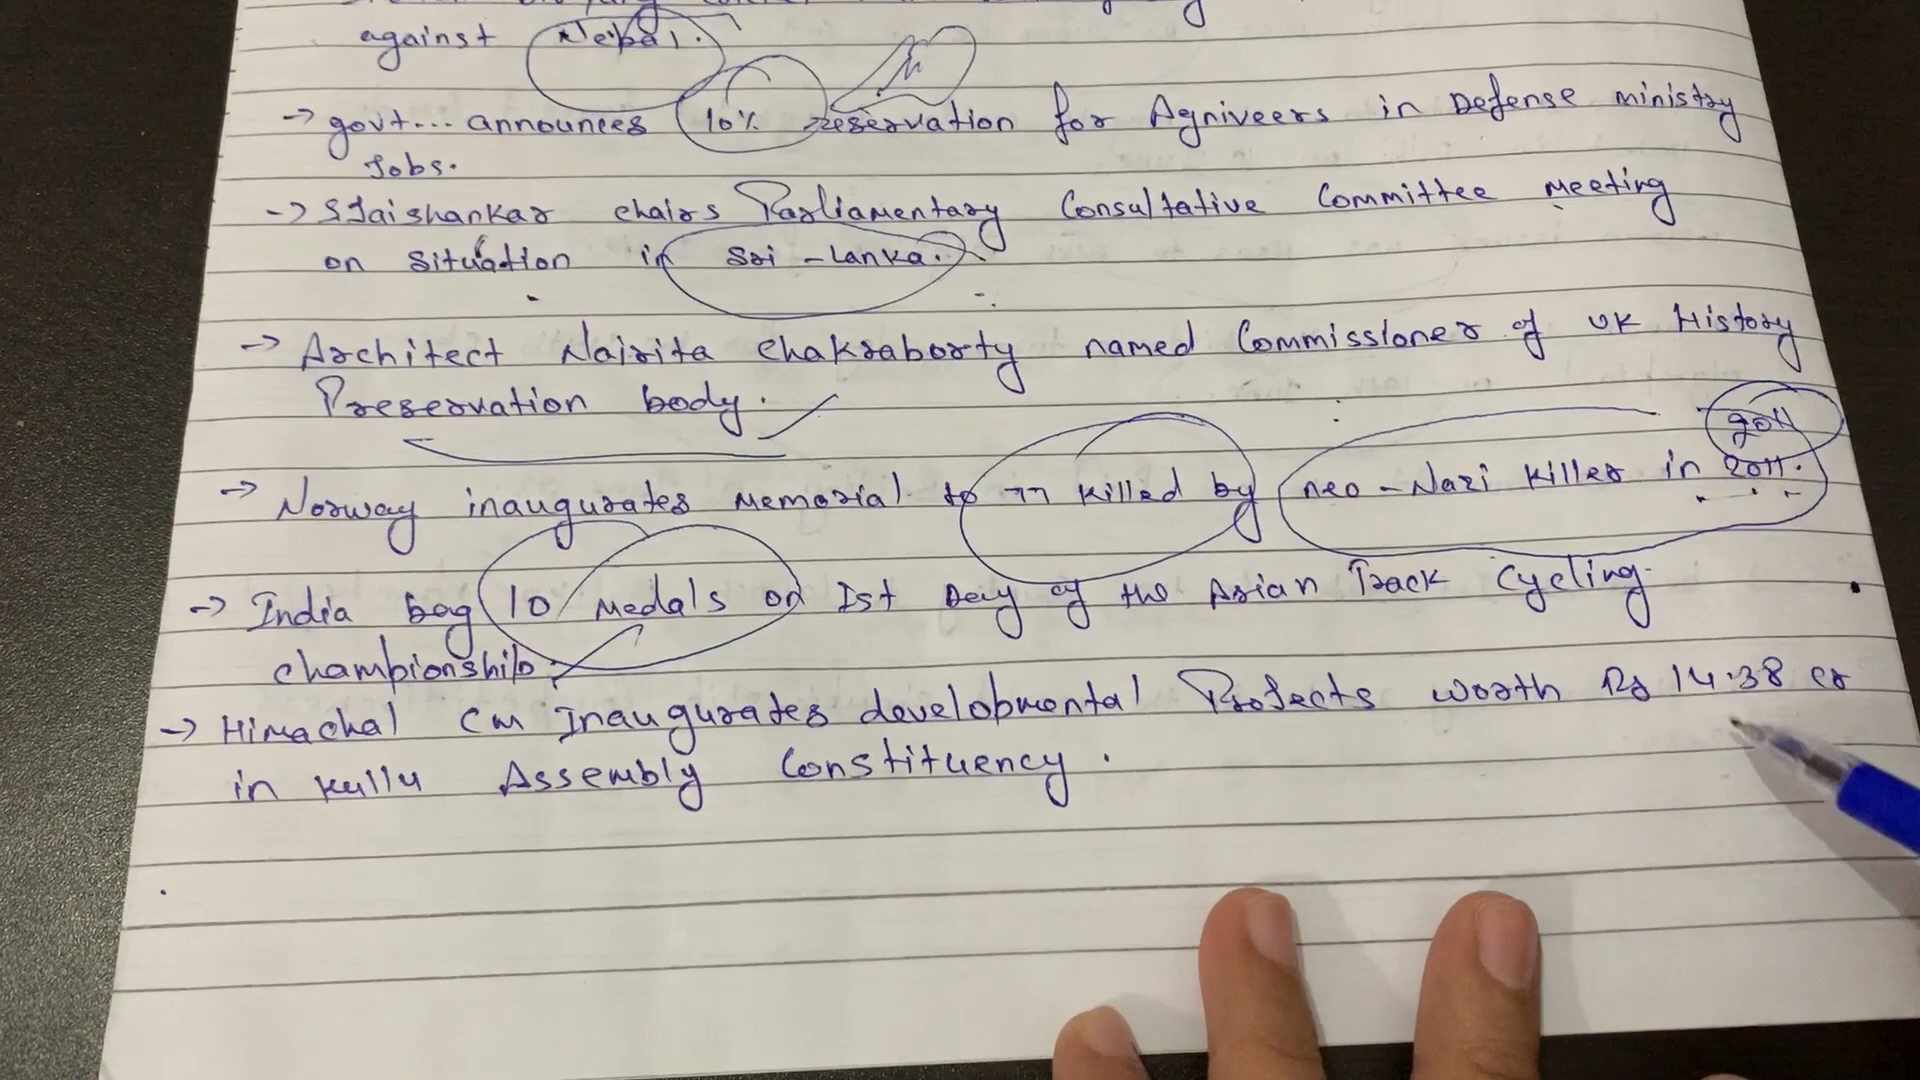 against Nepal.
→ govt... announces 10% reservation for Agniveers in Defense ministry
Jobs.
→ S Jaishankar chairs Parliamentary Consultative Committee Meeting
on situation in Sri-Lanka.
→ Architect Nairita Chakraborty named Commissioner of UK History
Preservation body.
2011
→ Norway inaugurates Memorial to 77 killed by neo-Nazi killer in 2011.
→ India bag 10 Medals on Ist Day of the Asian Track Cycling
championship.
→ Himachal CM Inaugurates developmental Projects worth Rs 14.38 cr
in Kullu Assembly Constituency.